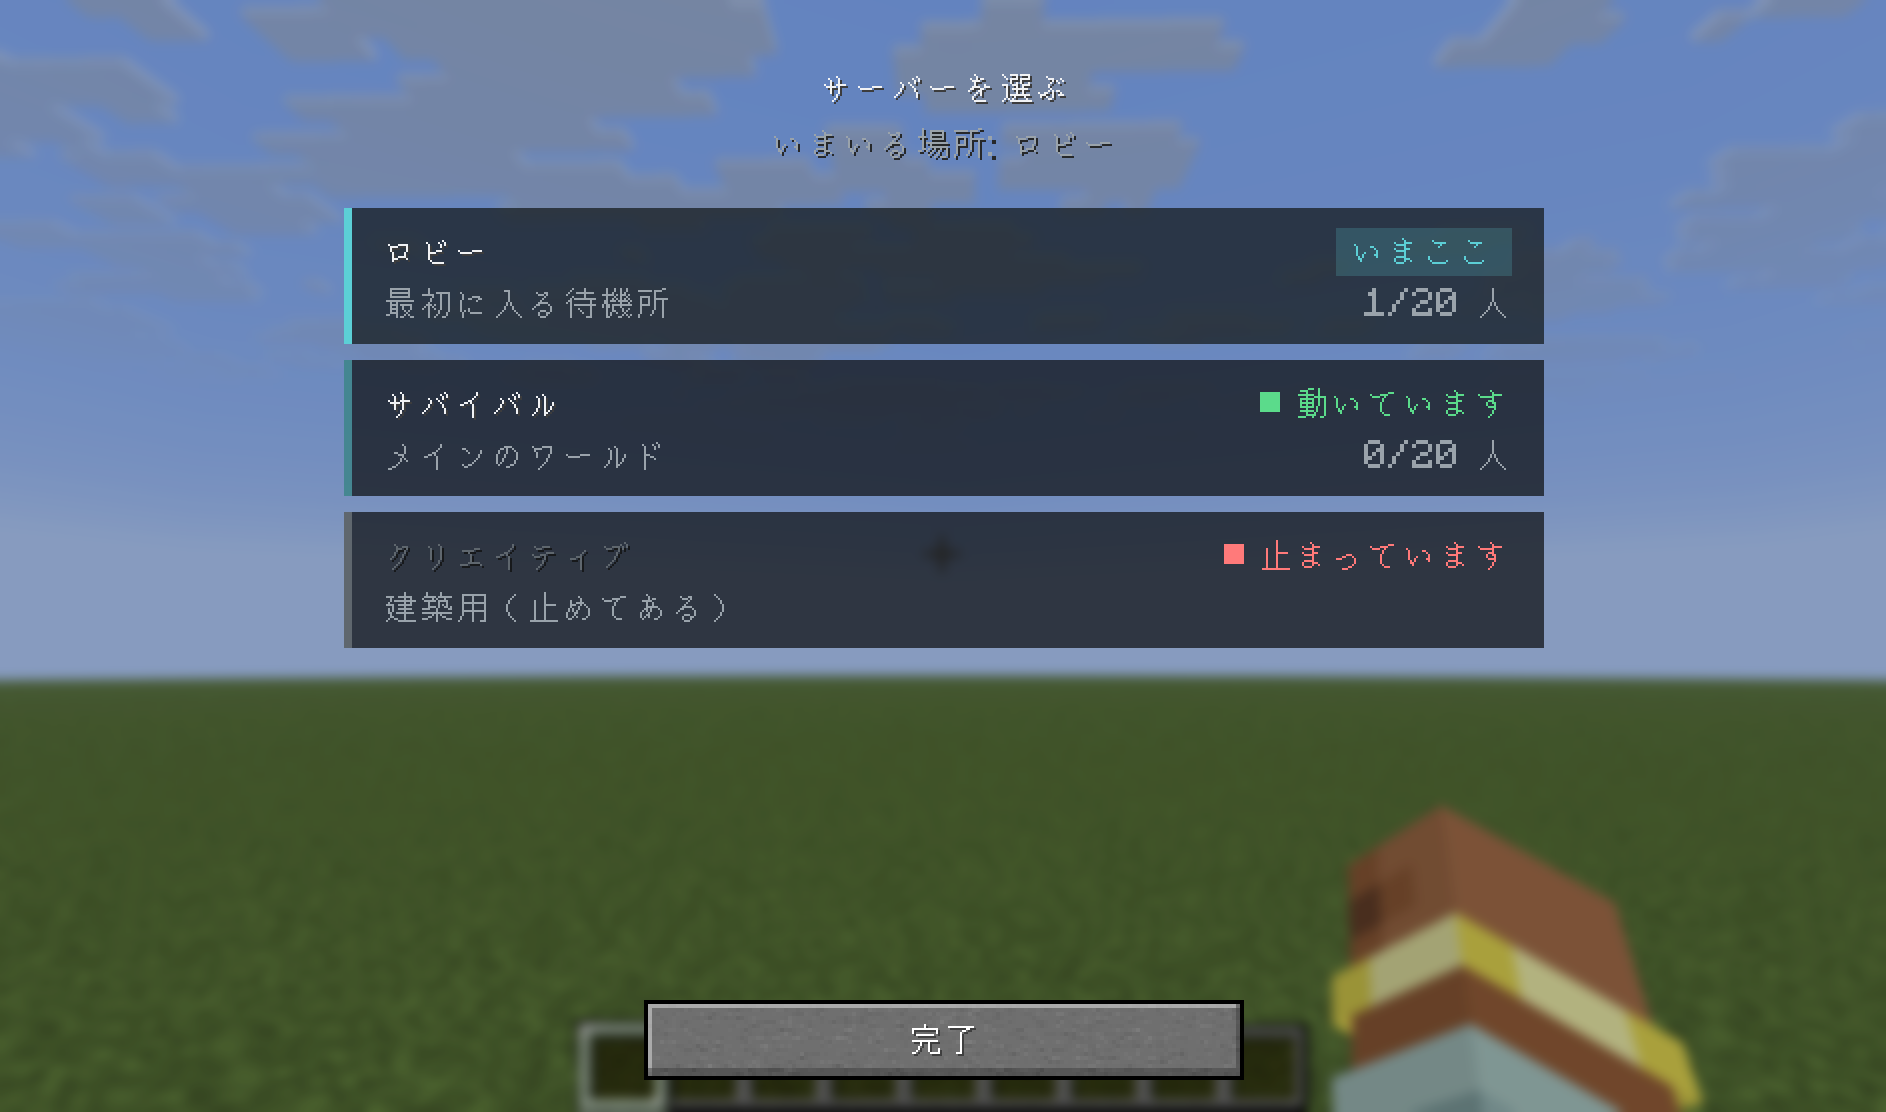 サーバーを選ぶ
いまいる場所: ロビー
ロビー
いまここ
最初に入る待機所
1/20 人
サバイバル
■ 動いています
メインのワールド
0/20 人
クリエイティブ
■ 止まっています
建築用（止めてある）
完了